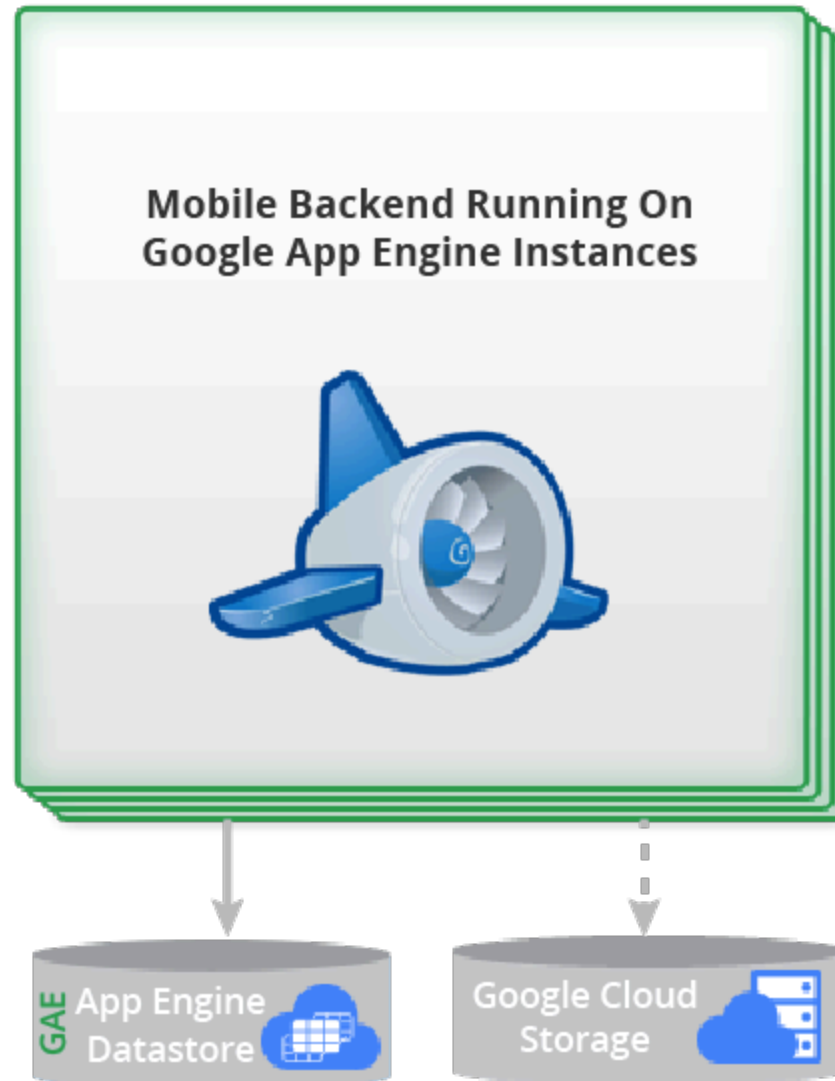 Mobile Backend Running On
Google App Engine Instances
GAE
App Engine
Datastore
Google Cloud
Storage